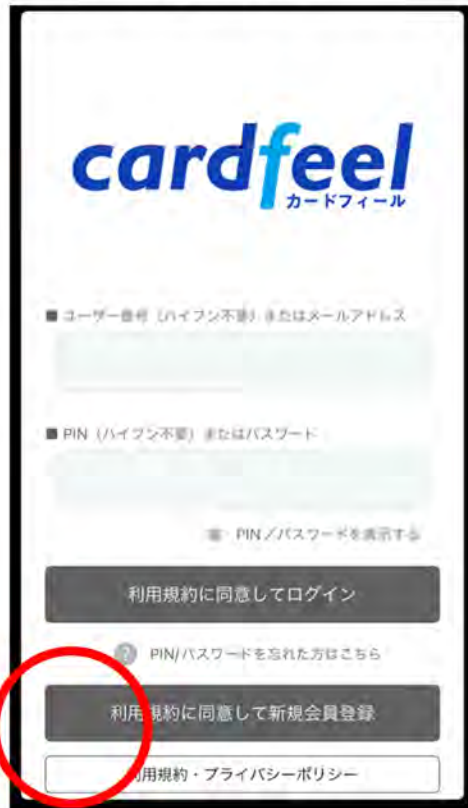 cardfeel
カードフィール
■ ユーザー番号（ハイフン不要）またはメールアドレス
■ PIN（ハイフン不要）またはパスワード
PIN／パスワードを表示する
利用規約に同意してログイン
? PIN/パスワードを忘れた方はこちら
利用規約に同意して新規会員登録
利用規約・プライバシーポリシー